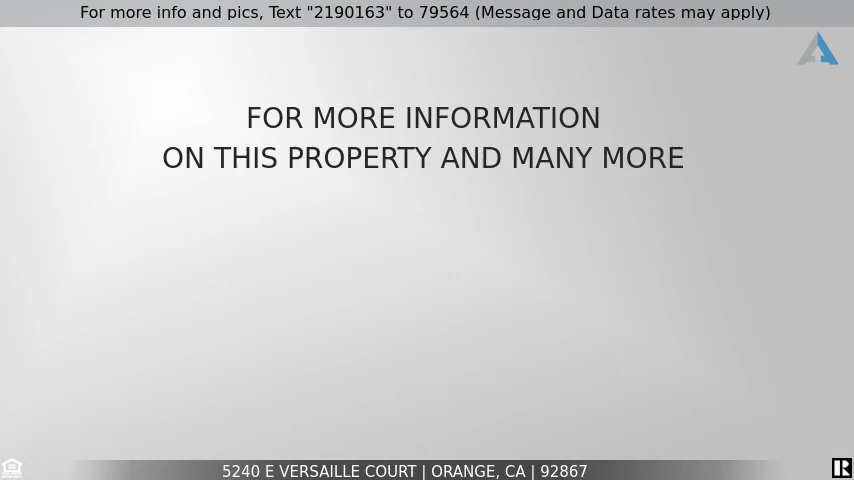 For more info and pics, Text "2190163" to 79564 (Message and Data rates may apply)
FOR MORE INFORMATION
ON THIS PROPERTY AND MANY MORE
5240 E VERSAILLE COURT | ORANGE, CA | 92867